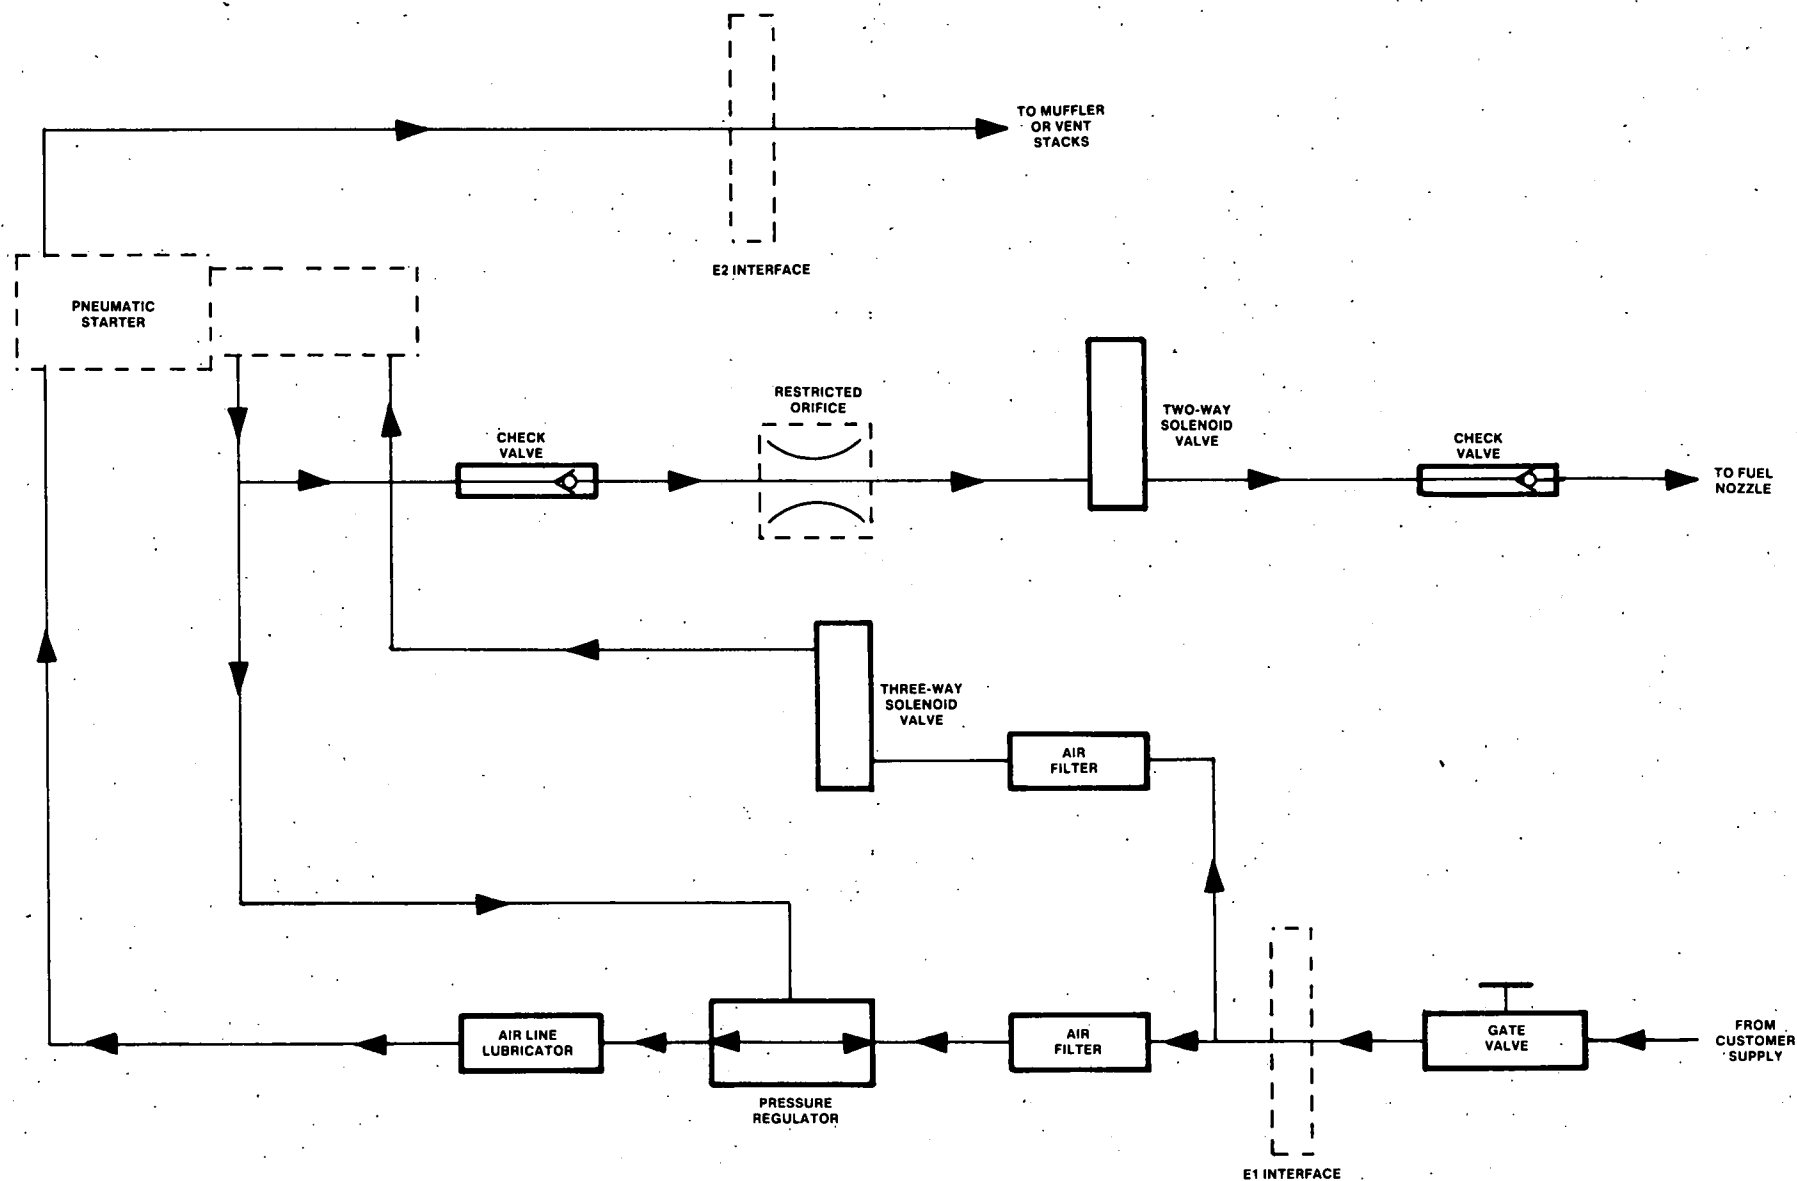 TO MUFFLER
OR VENT
STACKS
E2 INTERFACE
PNEUMATIC
STARTER
RESTRICTED
ORIFICE
TWO-WAY
SOLENOID
VALVE
CHECK
VALVE
CHECK
VALVE
TO FUEL
NOZZLE
THREE-WAY
SOLENOID
VALVE
AIR
FILTER
AIR LINE
LUBRICATOR
PRESSURE
REGULATOR
AIR
FILTER
GATE
VALVE
FROM
CUSTOMER
SUPPLY
E1 INTERFACE